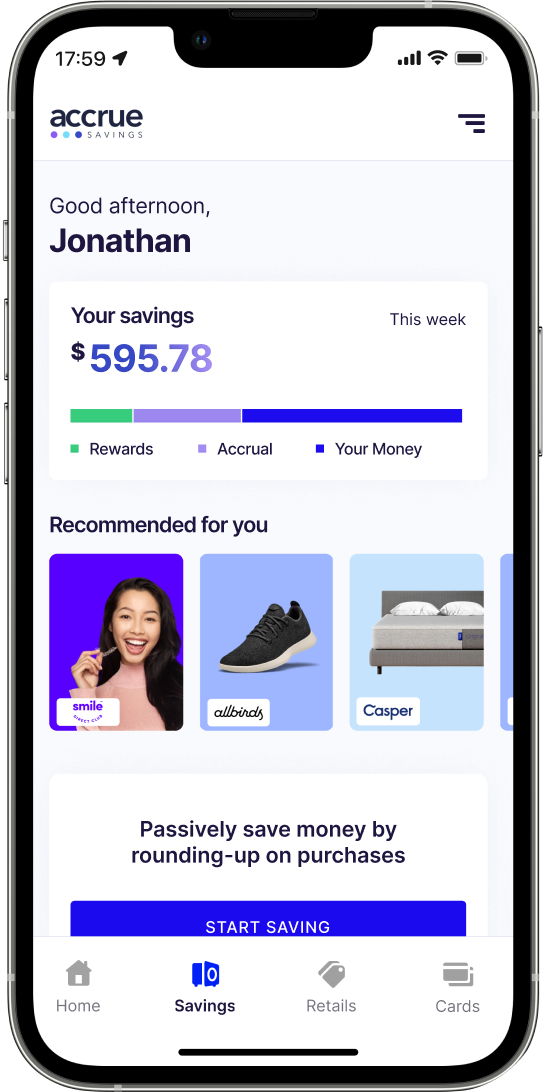 17:59
accrue
SAVINGS
Good afternoon,
Jonathan
Your savings
This week
$595.78
Rewards
Accrual
Your Money
Recommended for you
smile
DIRECT CLUB
allbirds
Casper
Passively save money by
rounding-up on purchases
START SAVING
Home
Savings
Retails
Cards